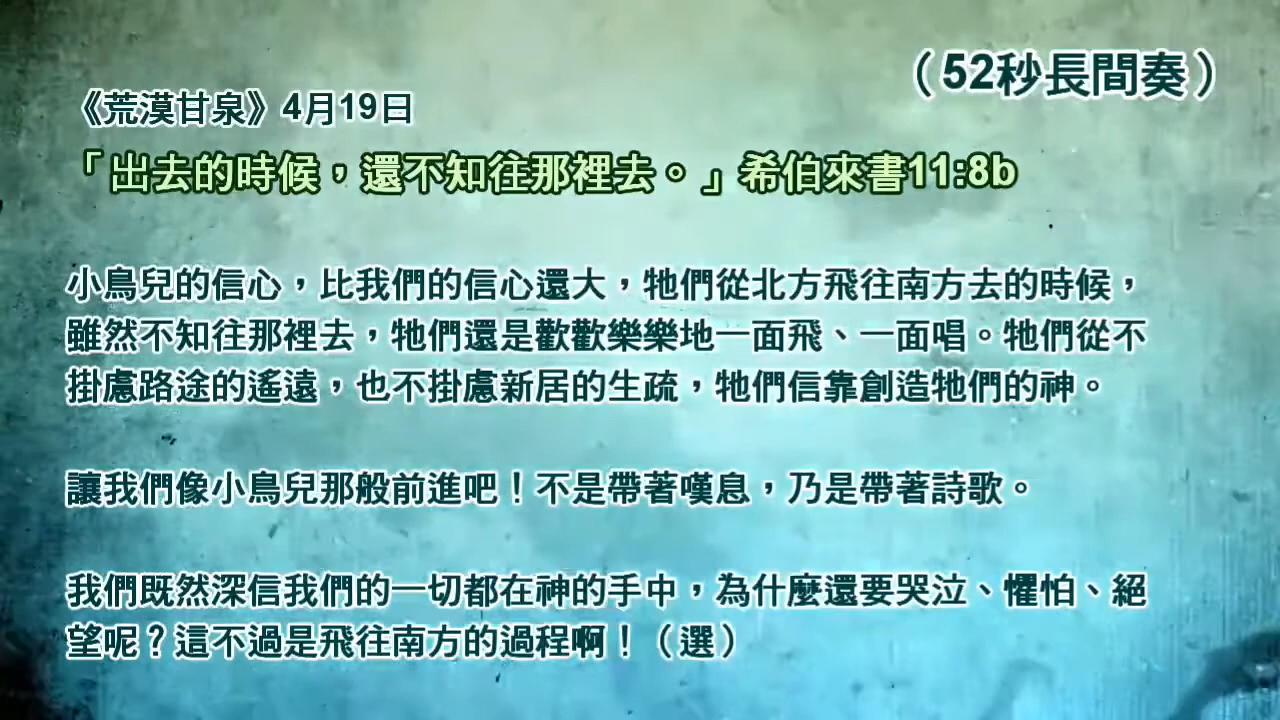 （52秒長間奏）
《荒漠甘泉》4月19日
「出去的時候，還不知往那裡去。」希伯來書11:8b
小鳥兒的信心，比我們的信心還大，牠們從北方飛往南方去的時候，
雖然不知往那裡去，牠們還是歡歡樂樂地一面飛、一面唱。牠們從不
掛慮路途的遙遠，也不掛慮新居的生疏，牠們信靠創造牠們的神。
讓我們像小鳥兒那般前進吧！不是帶著嘆息，乃是帶著詩歌。
我們既然深信我們的一切都在神的手中，為什麼還要哭泣、懼怕、絕
望呢？這不過是飛往南方的過程啊！（選）